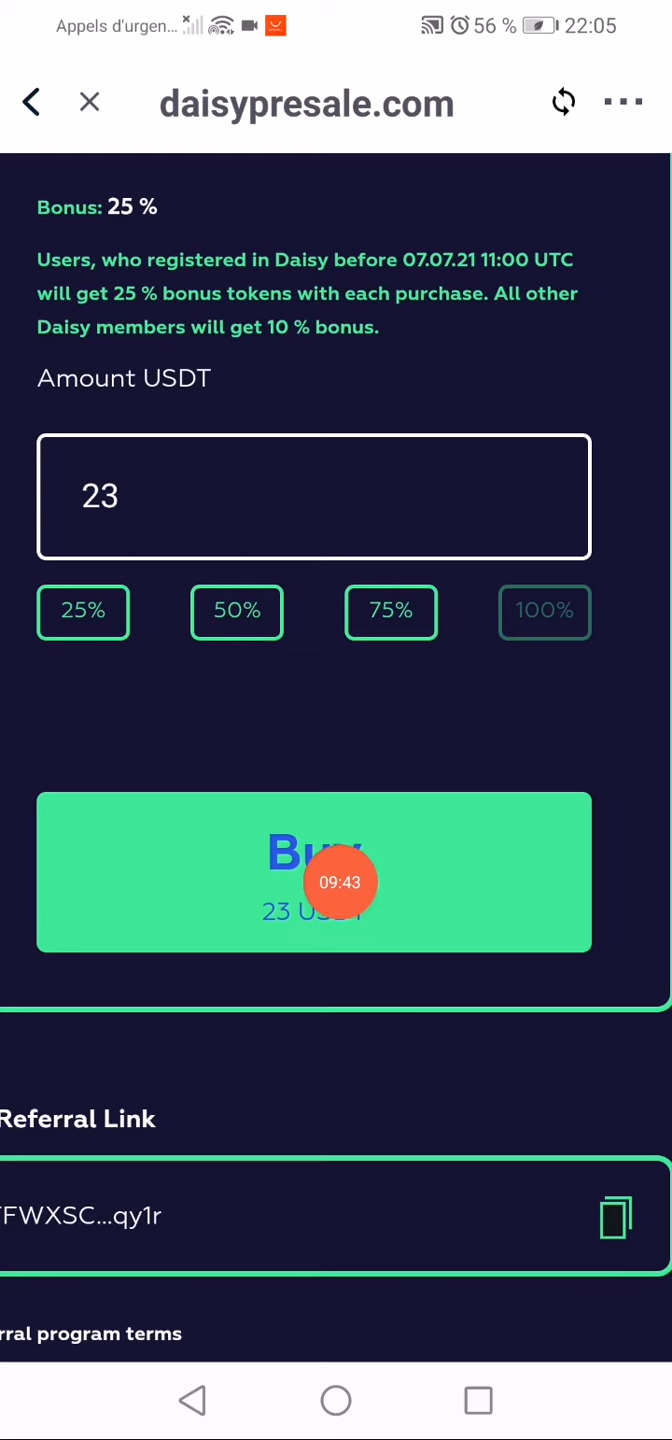 Appels d'urgen... 56 % 22:05
daisypresale.com
Bonus: 25 %
Users, who registered in Daisy before 07.07.21 11:00 UTC
will get 25 % bonus tokens with each purchase. All other
Daisy members will get 10 % bonus.
Amount USDT
23
25% 50% 75% 100%
09:43
23
Referral Link
FWXSC...qy1r
rral program terms